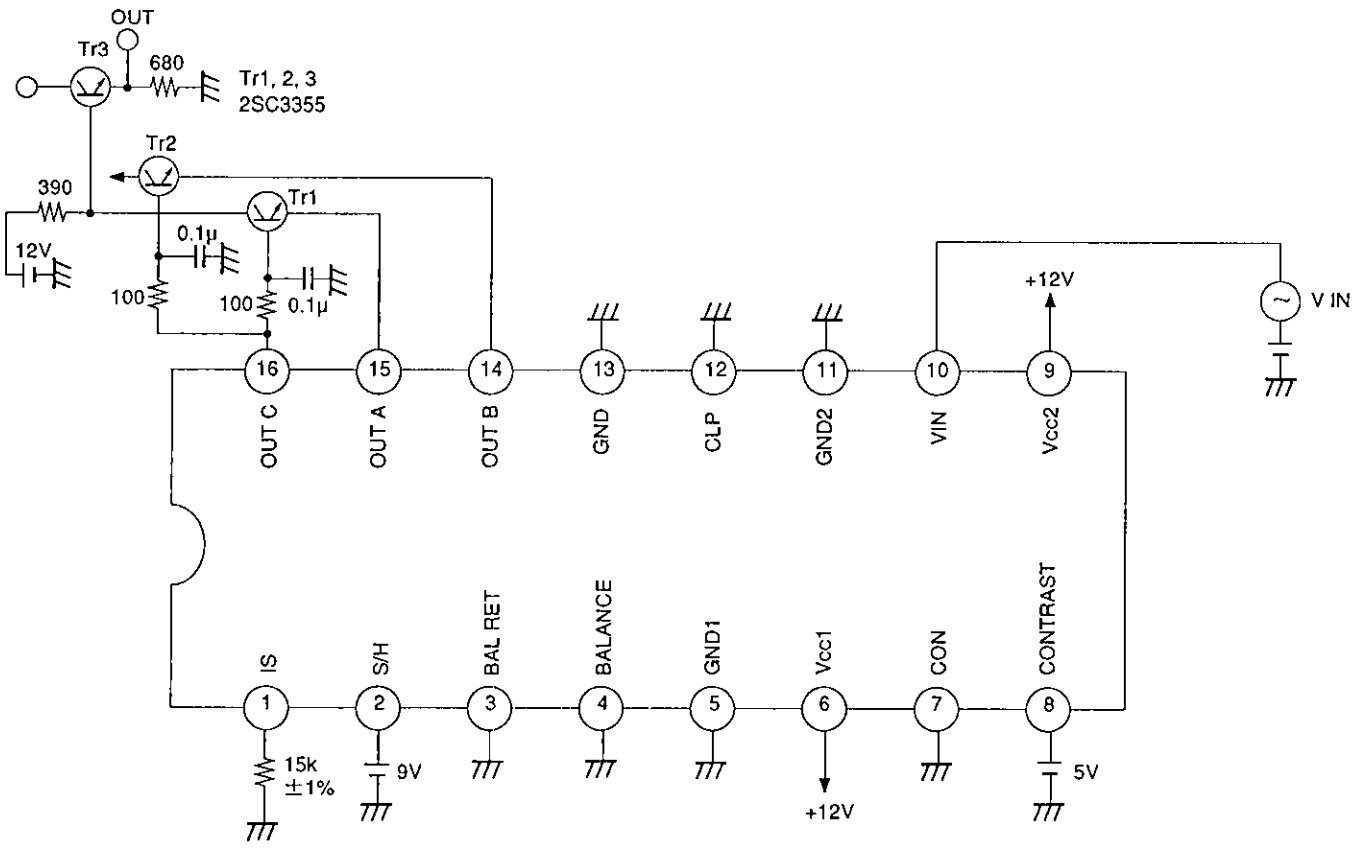 OUT
Tr3
680
Tr1, 2, 3
2SC3355
Tr2
390
Tr1
0.1µ
12V
100
100
0.1µ
+12V
V IN
16
15
14
13
12
11
10
9
OUT C
OUT A
OUT B
GND
CLP
GND2
VIN
Vcc2
IS
S/H
BAL RET
BALANCE
GND1
Vcc1
CON
CONTRAST
1
2
3
4
5
6
7
8
15k
±1%
9V
+12V
5V